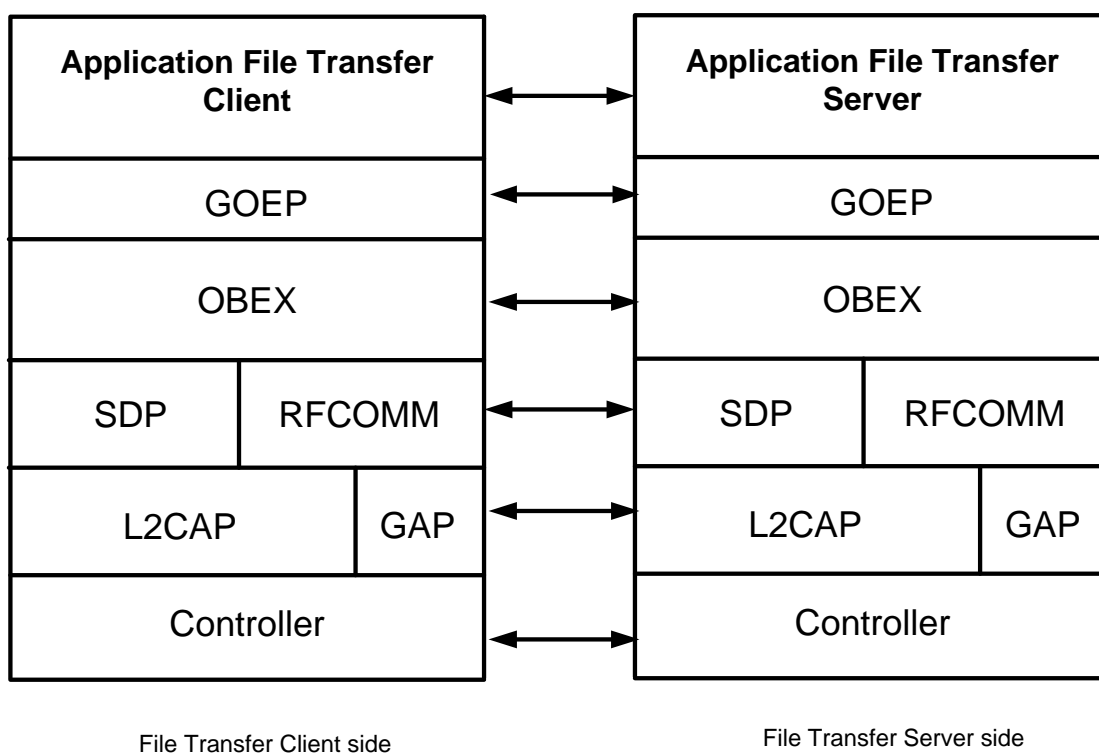 Application File Transfer
Client
GOEP
OBEX
SDP
RFCOMM
L2CAP
GAP
Controller
File Transfer Client side
Application File Transfer
Server
GOEP
OBEX
SDP
RFCOMM
L2CAP
GAP
Controller
File Transfer Server side